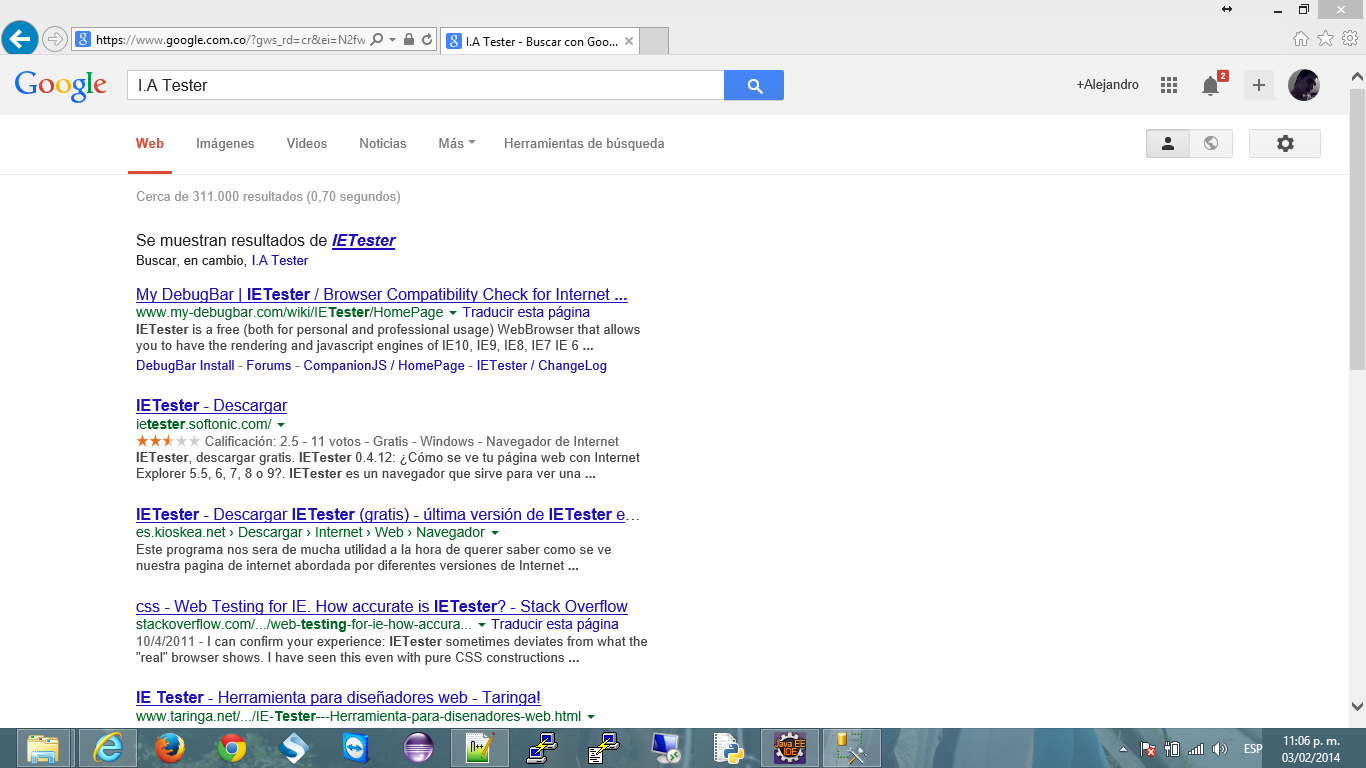 https://www.google.com.co/?gws_rd=cr&ei=N2fw
I.A Tester - Buscar con Goo...
Google
I.A Tester
+Alejandro
2
Web
Imágenes
Videos
Noticias
Más
Herramientas de búsqueda
Cerca de 311.000 resultados (0,70 segundos)
Se muestran resultados de IETester
Buscar, en cambio, I.A Tester
My DebugBar | IETester / Browser Compatibility Check for Internet ...
www.my-debugbar.com/wiki/IETester/HomePage Traducir esta página
IETester is a free (both for personal and professional usage) WebBrowser that allows
you to have the rendering and javascript engines of IE10, IE9, IE8, IE7 IE 6 ...
DebugBar Install - Forums - CompanionJS / HomePage - IETester / ChangeLog
IETester - Descargar
ietester.softonic.com/
Calificación: 2.5 - 11 votos - Gratis - Windows - Navegador de Internet
IETester, descargar gratis. IETester 0.4.12: ¿Cómo se ve tu página web con Internet
Explorer 5.5, 6, 7, 8 o 9?. IETester es un navegador que sirve para ver una ...
IETester - Descargar IETester (gratis) - última versión de IETester e...
es.kioskea.net › Descargar › Internet › Web › Navegador
Este programa nos sera de mucha utilidad a la hora de querer saber como se ve
nuestra pagina de internet abordada por diferentes versiones de Internet ...
css - Web Testing for IE. How accurate is IETester? - Stack Overflow
stackoverflow.com/.../web-testing-for-ie-how-accura... Traducir esta página
10/4/2011 - I can confirm your experience: IETester sometimes deviates from what the
"real" browser shows. I have seen this even with pure CSS constructions ...
IE Tester - Herramienta para diseñadores web - Taringa!
www.taringa.net/.../IE-Tester---Herramienta-para-disenadores-web.html
Java EE
IDE
ESP
11:06 p. m.
03/02/2014